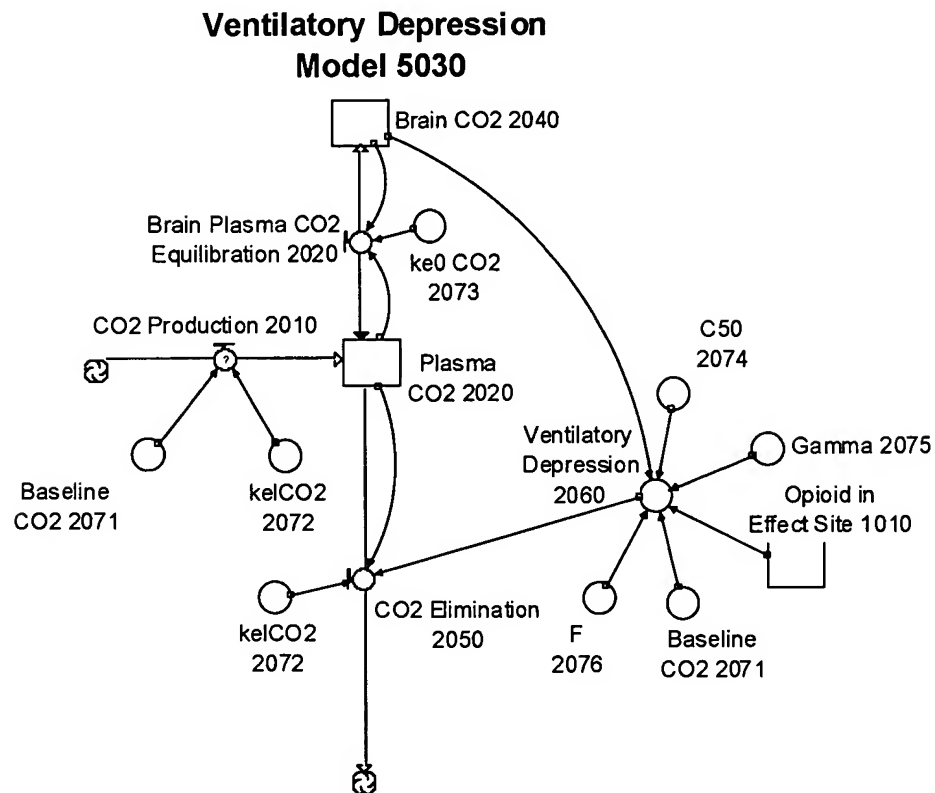 Ventilatory Depression
Model 5030
Brain CO2 2040
Brain Plasma CO2
Equilibration 2020
ke0 CO2
2073
CO2 Production 2010
?
Plasma
CO2 2020
C50
2074
Ventilatory
Depression
2060
Gamma 2075
Opioid in
Effect Site 1010
Baseline
CO2 2071
kelCO2
2072
kelCO2
2072
CO2 Elimination
2050
F
2076
Baseline
CO2 2071